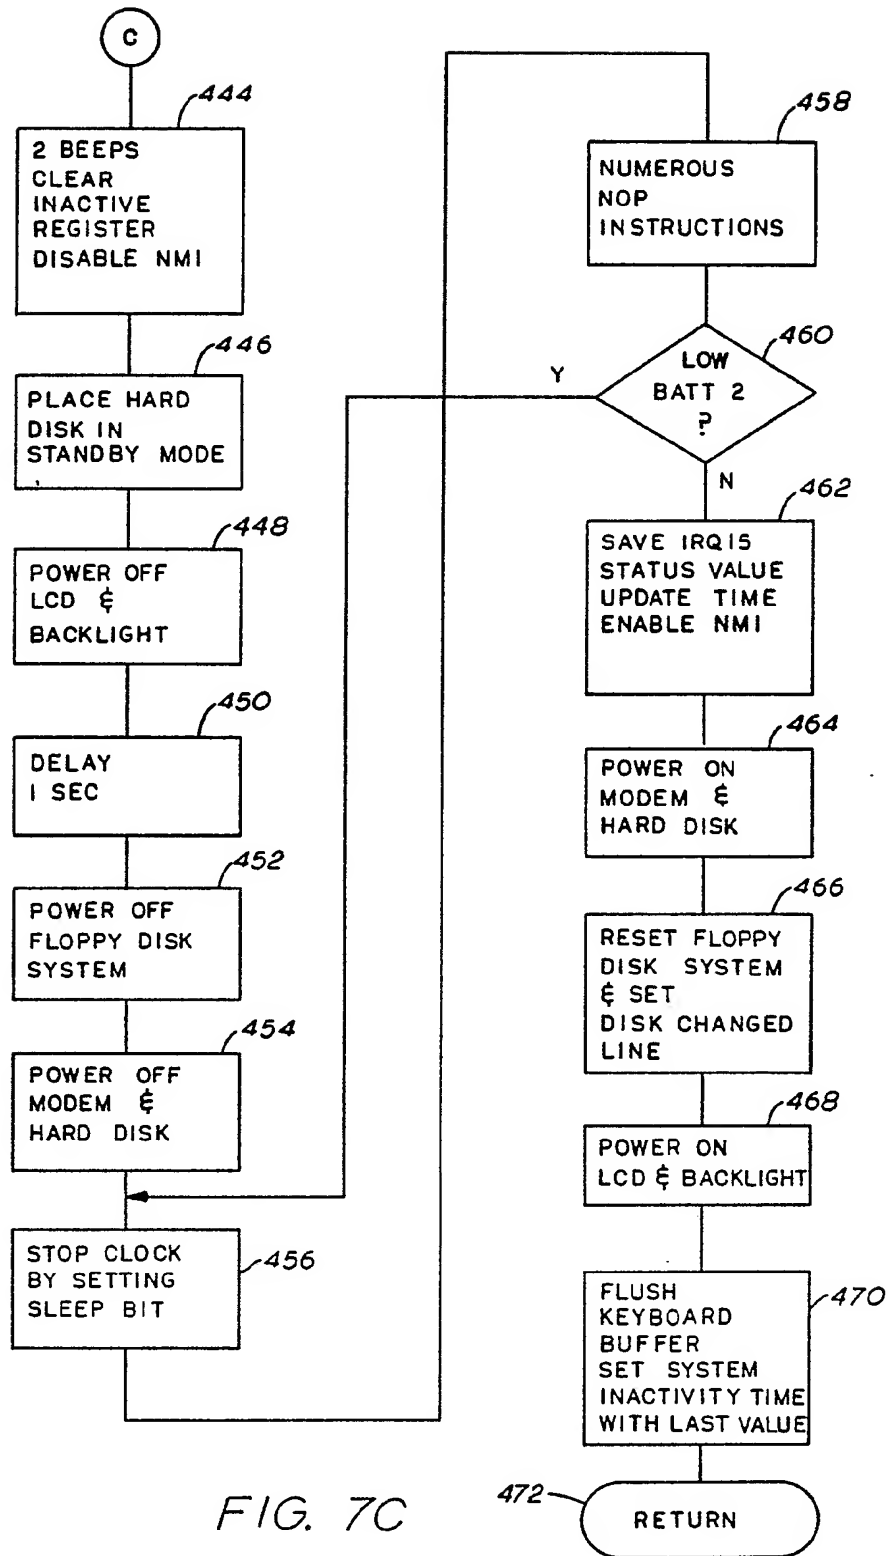 C
444
2 BEEPS
CLEAR
INACTIVE
REGISTER
DISABLE NMI
446
PLACE HARD
DISK IN
STANDBY MODE
448
POWER OFF
LCD &
BACKLIGHT
450
DELAY
1 SEC
452
POWER OFF
FLOPPY DISK
SYSTEM
454
POWER OFF
MODEM &
HARD DISK
STOP CLOCK
BY SETTING
SLEEP BIT
456
458
NUMEROUS
NOP
INSTRUCTIONS
460
LOW
BATT 2
?
Y
N
462
SAVE IRQ15
STATUS VALUE
UPDATE TIME
ENABLE NMI
464
POWER ON
MODEM &
HARD DISK
466
RESET FLOPPY
DISK SYSTEM
& SET
DISK CHANGED
LINE
468
POWER ON
LCD & BACKLIGHT
470
FLUSH
KEYBOARD
BUFFER
SET SYSTEM
INACTIVITY TIME
WITH LAST VALUE
472
RETURN
FIG. 7C